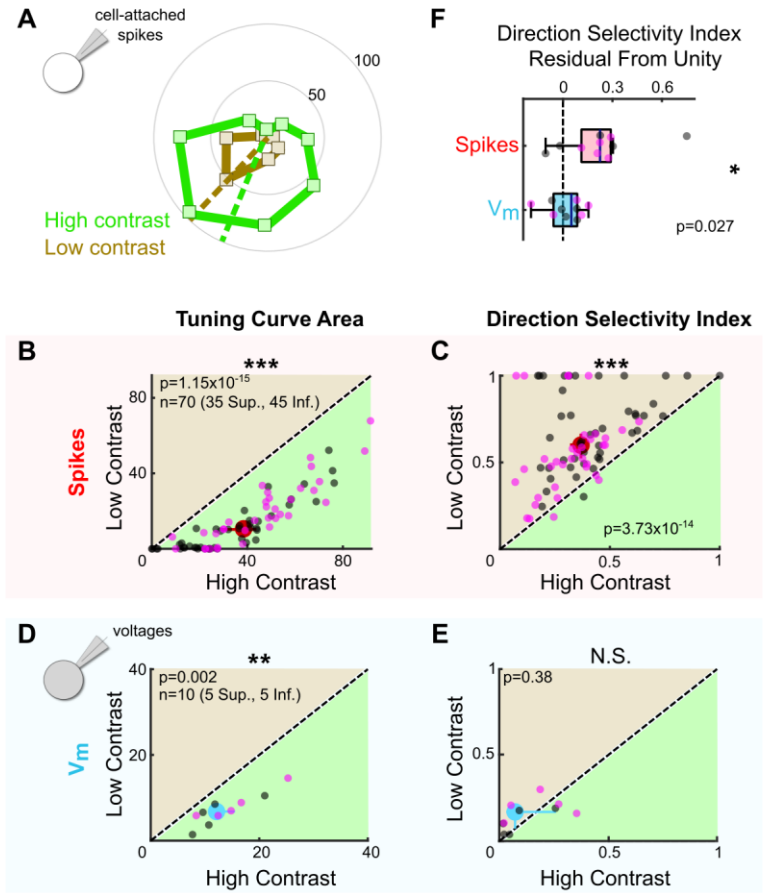 A
cell-attached
spikes
100
50
High contrast
Low contrast
F
Direction Selectivity Index
Residual From Unity
0 0.3 0.6
Spikes
Vm
*
p=0.027
Tuning Curve Area
Direction Selectivity Index
B
***
p=1.15x10-15
n=70 (35 Sup., 45 Inf.)
Spikes
Low Contrast
80
40
0
40 80
High Contrast
C
***
Low Contrast
1
0.5
0
p=3.73x10-14
0.5 1
High Contrast
D
voltages
**
p=0.002
n=10 (5 Sup., 5 Inf.)
Vm
Low Contrast
40
20
0 20 40
High Contrast
E
N.S.
p=0.38
Low Contrast
1
0.5
0 0.5 1
High Contrast